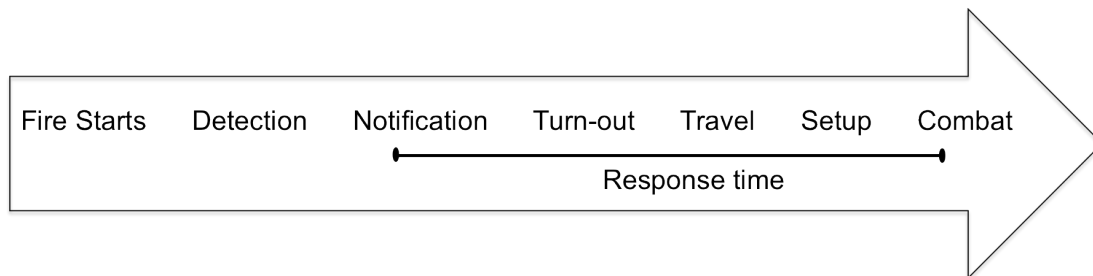 Fire Starts Detection Notification Turn-out Travel Setup Combat
Response time